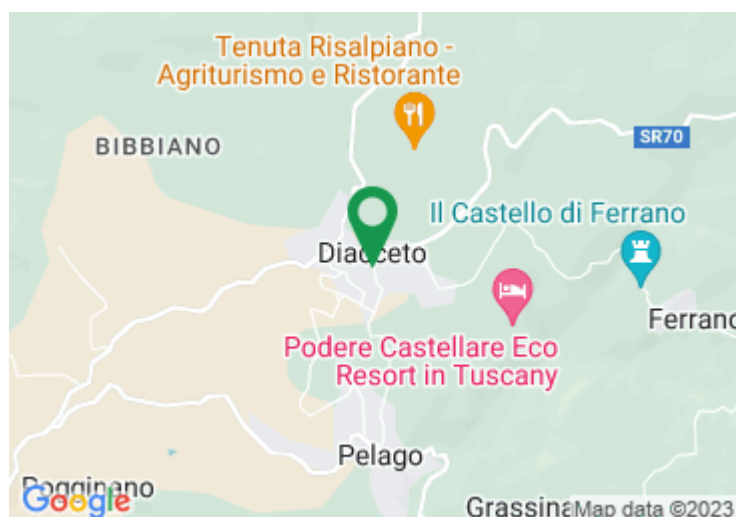 Tenuta Risalpiano -
Agriturismo e Ristorante
BIBBIANO
SR70
Il Castello di Ferrano
Diacceto
Ferrano
Podere Castellare Eco
Resort in Tuscany
Pelago
Google
Grassina
Map data ©2023